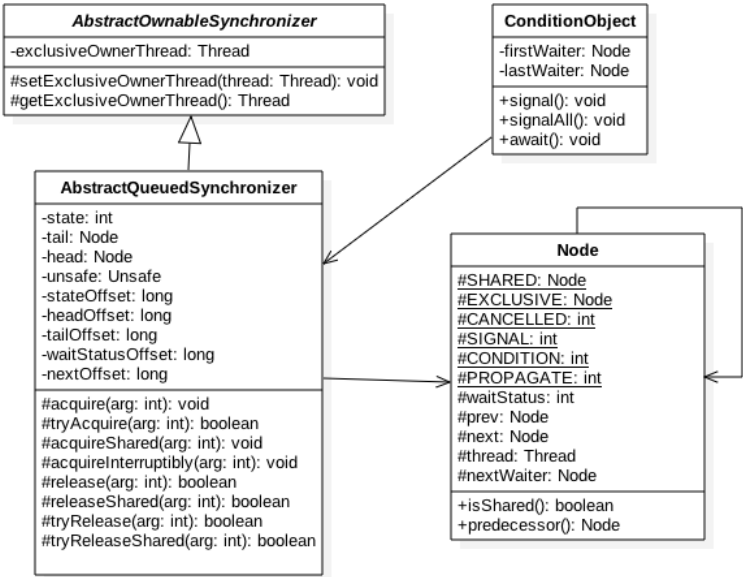 AbstractOwnableSynchronizer
-exclusiveOwnerThread: Thread
#setExclusiveOwnerThread(thread: Thread): void
#getExclusiveOwnerThread(): Thread
ConditionObject
-firstWaiter: Node
-lastWaiter: Node
+signal(): void
+signalAll(): void
+await(): void
AbstractQueuedSynchronizer
-state: int
-tail: Node
-head: Node
-unsafe: Unsafe
-stateOffset: long
-headOffset: long
-tailOffset: long
-waitStatusOffset: long
-nextOffset: long
#acquire(arg: int): void
#tryAcquire(arg: int): boolean
#acquireShared(arg: int): void
#acquireInterruptibly(arg: int): void
#release(arg: int): boolean
#releaseShared(arg: int): boolean
#tryRelease(arg: int): boolean
#tryReleaseShared(arg: int): boolean
Node
#SHARED: Node
#EXCLUSIVE: Node
#CANCELLED: int
#SIGNAL: int
#CONDITION: int
#PROPAGATE: int
#waitStatus: int
#prev: Node
#next: Node
#thread: Thread
#nextWaiter: Node
+isShared(): boolean
+predecessor(): Node